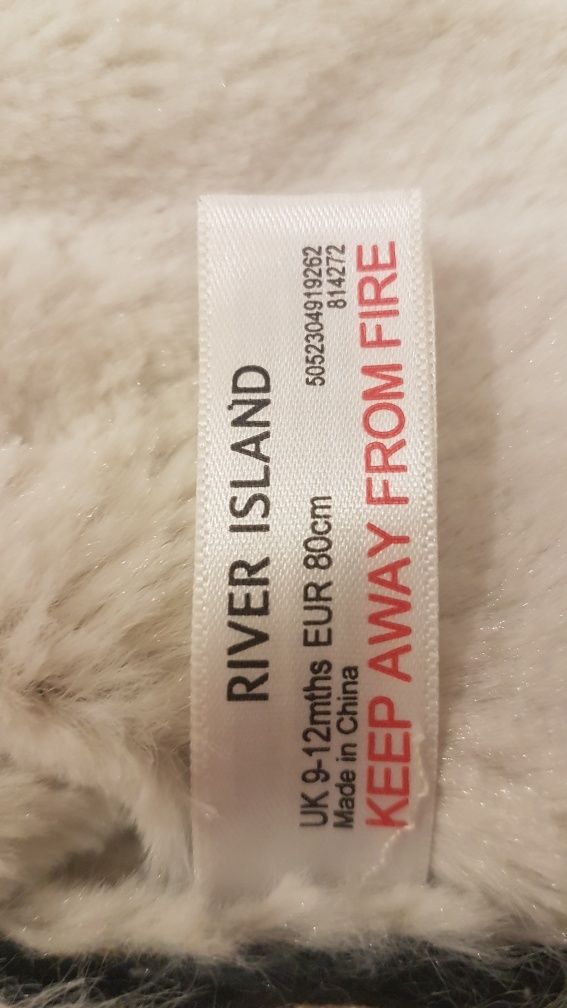 RIVER ISLAND
UK 9-12mths EUR 80cm 5052304919262
Made in China 814272
KEEP AWAY FROM FIRE